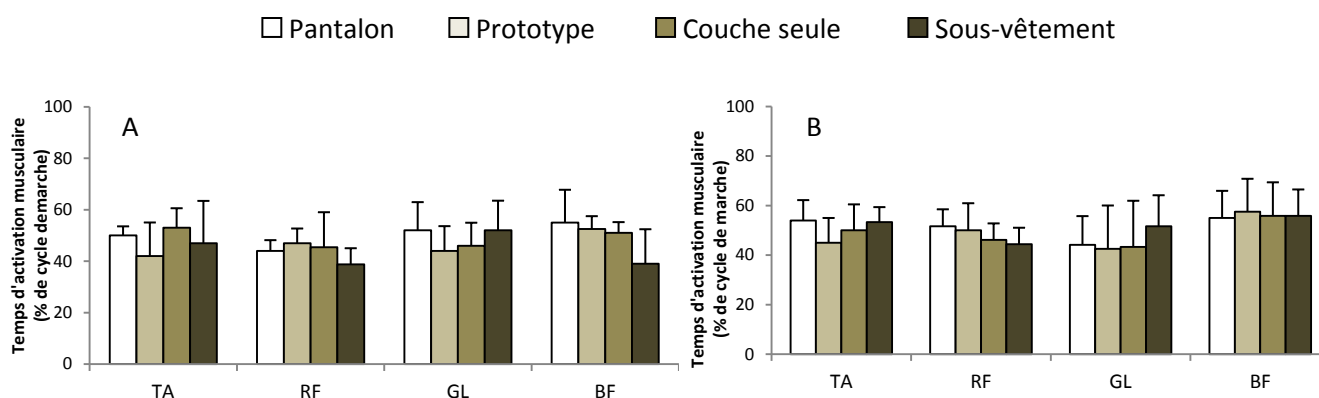 Pantalon Prototype Couche seule Sous-vêtement
A
Temps d'activation musculaire
(% de cycle demarche)
100
80
60
40
20
0
TA RF GL BF
B
Temps d'activation musculaire
(% de cycle de marche)
100
80
60
40
20
0
TA RF GL BF